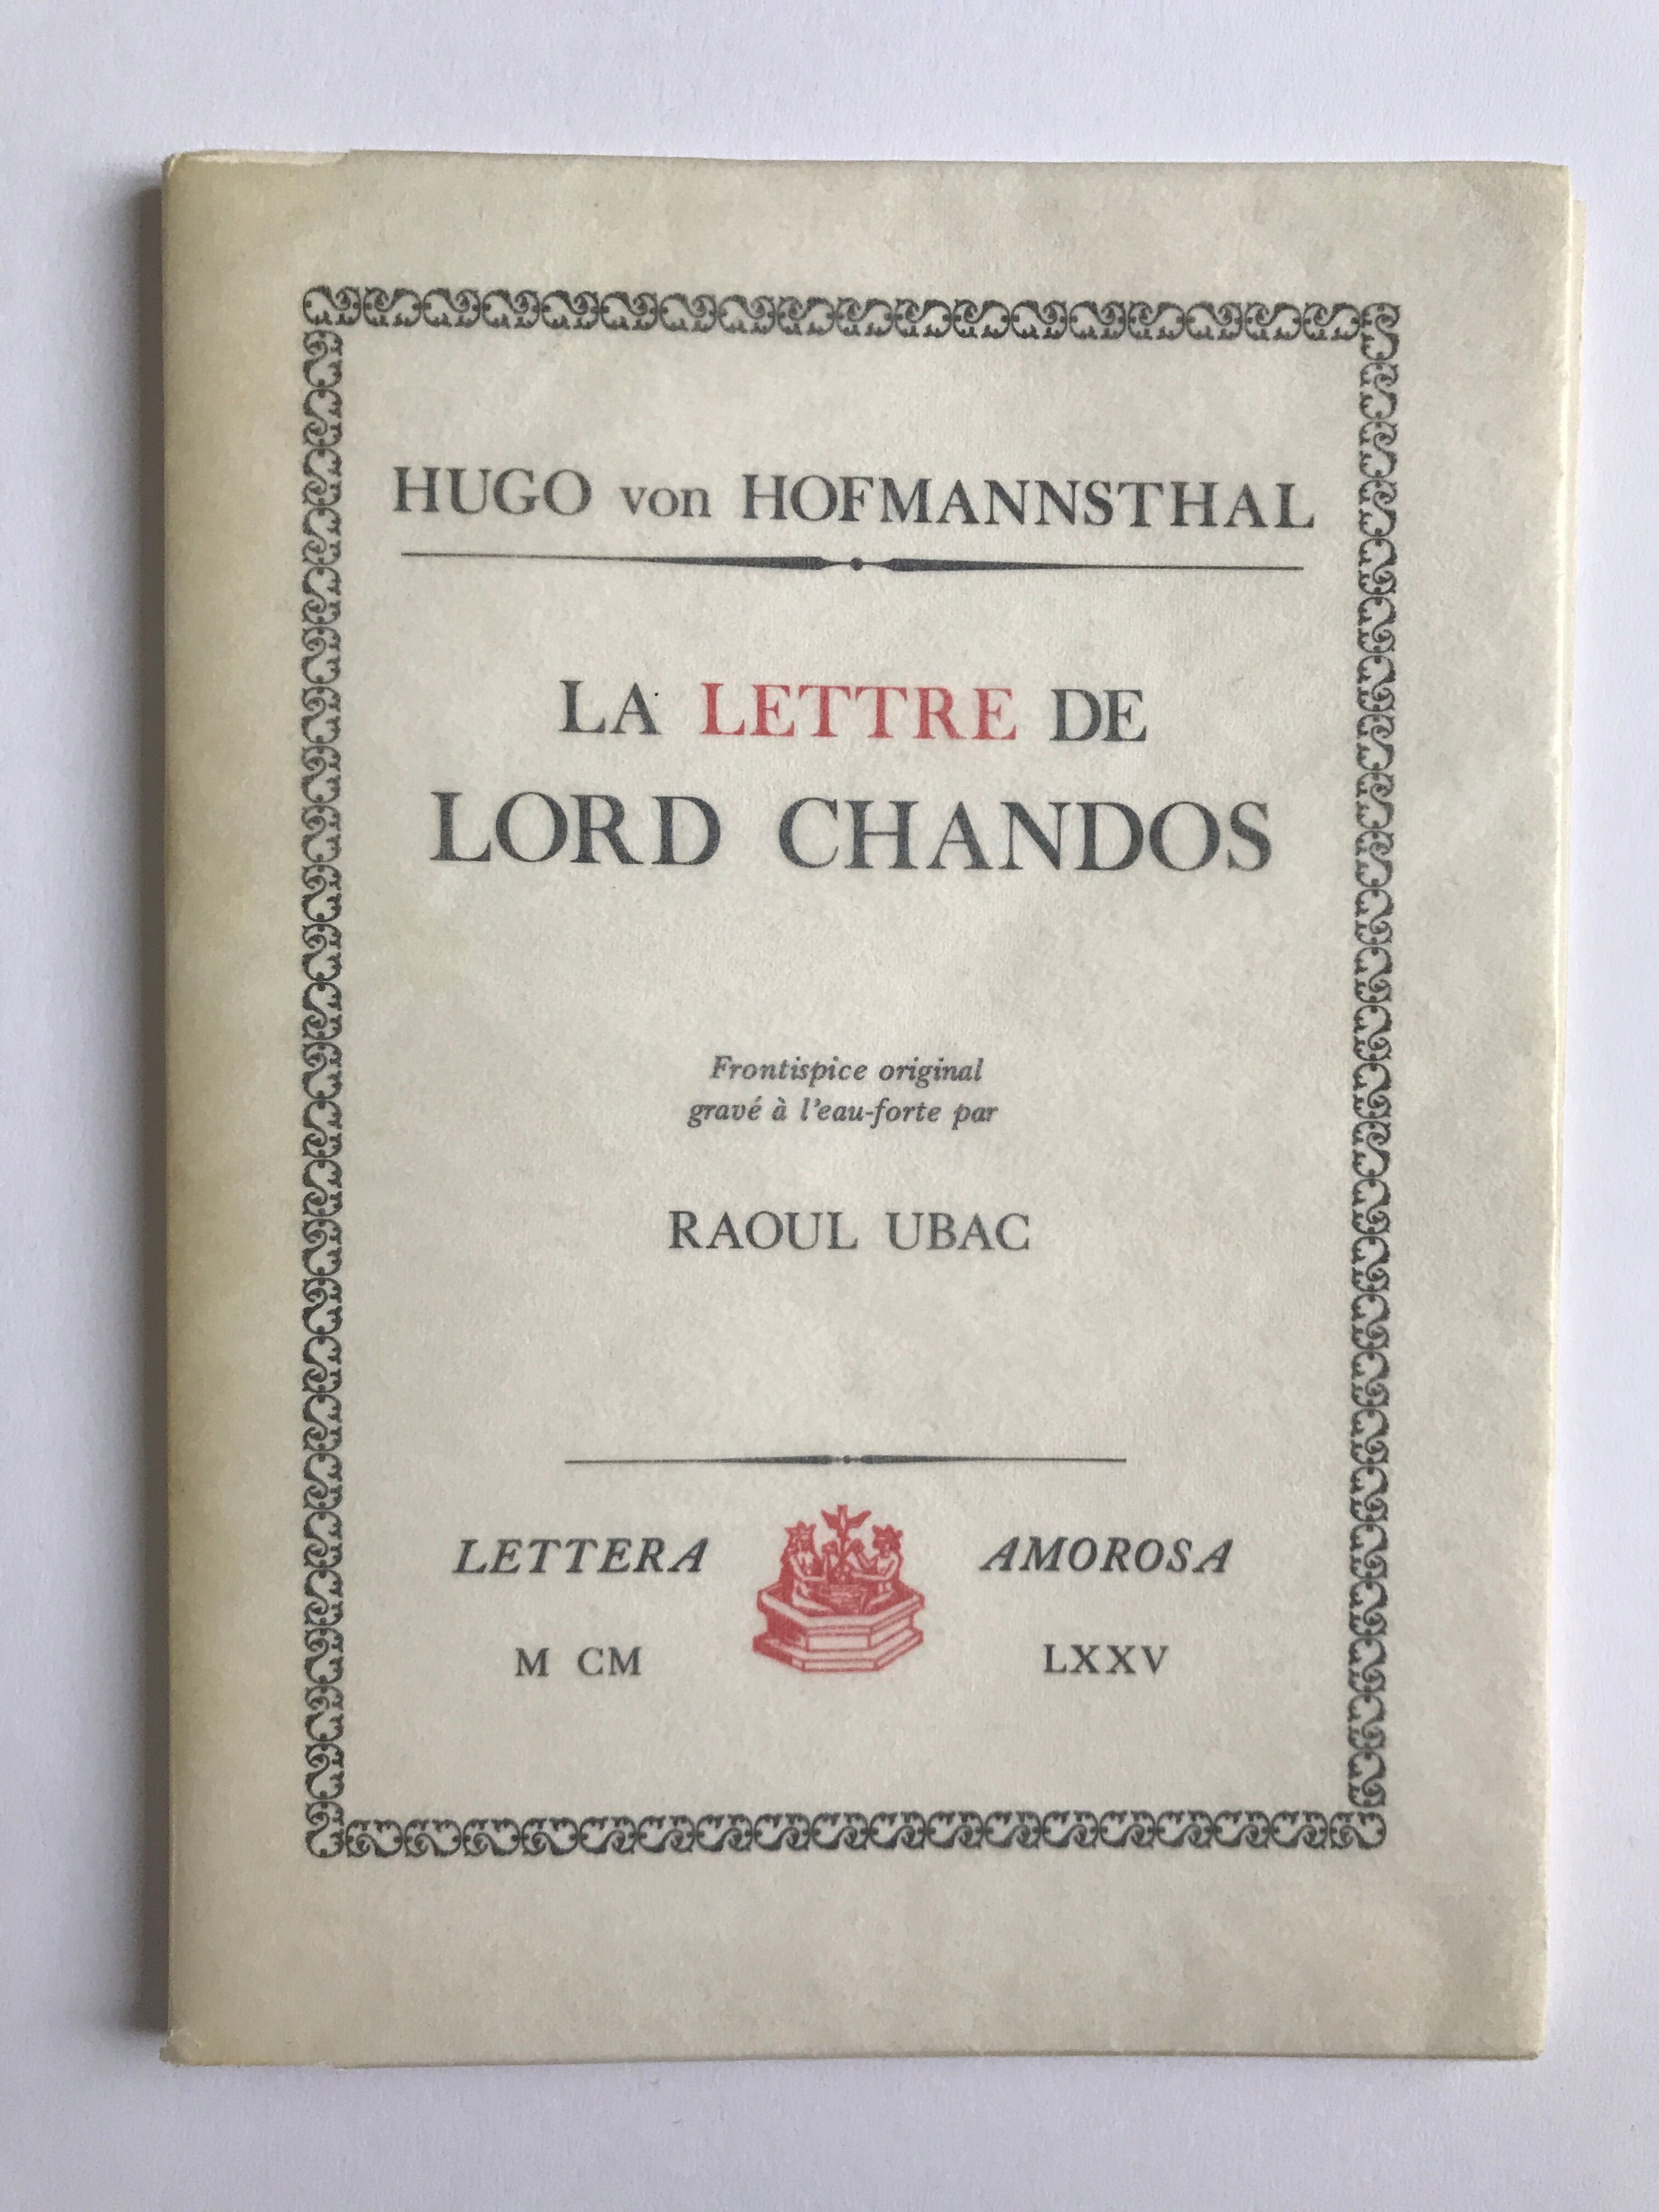 HUGO von HOFMANNSTHAL
LA LETTRE DE
LORD CHANDOS
Frontispice original
gravé à l'eau-forte par
RAOUL UBAC
LETTERA AMOROSA
M CM LXXV